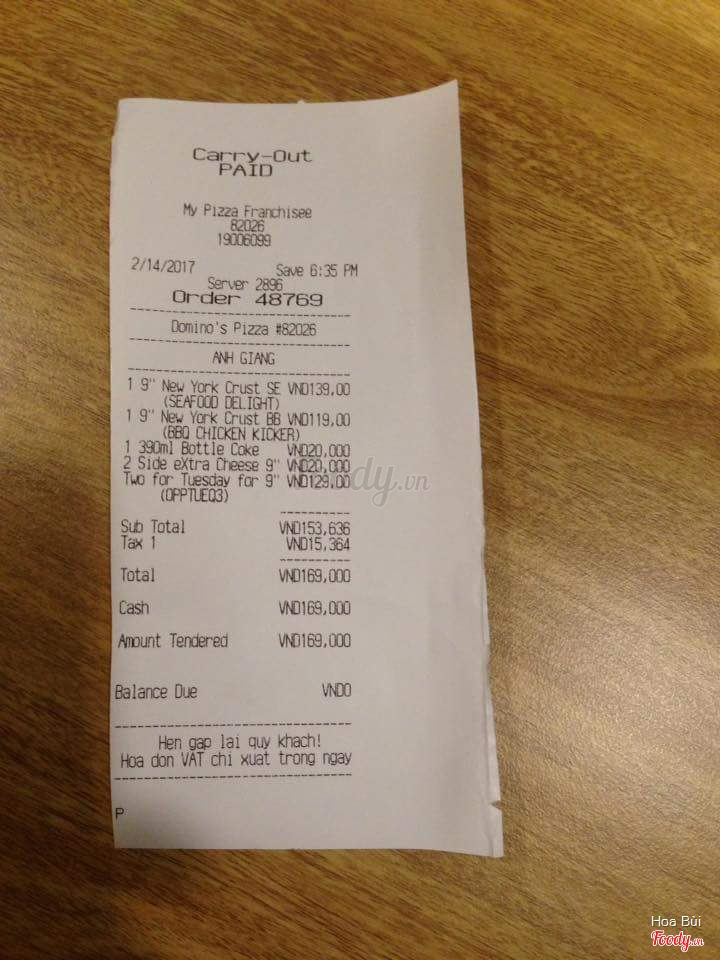 Carry-Out
PAID
My Pizza Franchisee
82026
19006099
2/14/2017 Save 6:35 PM
Server 2896
Order 48769
Domino's Pizza #82026
ANH GIANG
1 9" New York Crust SE VND139,00
(SEAFOOD DELIGHT)
1 9" New York Crust BB VND119,00
(BBQ CHICKEN KICKER)
1 390ml Bottle Coke VND20,000
2 Side eXtra Cheese 9" VND20,000
Two for Tuesday for 9" VND129,00
(OPPTUEQ3)
Foody.vn
Sub Total VND153,636
Tax 1 VND15,364
Total VND169,000
Cash VND169,000
Amount Tendered VND169,000
Balance Due VND0
Hen gap lai quy khach!
Hoa don VAT chi xuat trong ngay
P
Hoa Bùi
Foody.vn